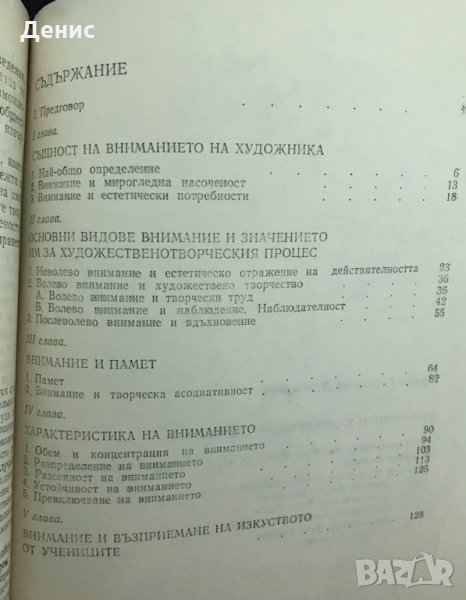 Денис
СЪДЪРЖАНИЕ
1. Предговор
I глава.
СЪЩНОСТ НА ВНИМАНИЕТО НА ХУДОЖНИКА
1. Най-общо определение 6
2. Внимание и мирогледна насоченост 13
3. Внимание и естетически потребности 18
II глава.
ОСНОВНИ ВИДОВЕ ВНИМАНИЕ И ЗНАЧЕНИЕТО
ИМ ЗА ХУДОЖЕСТВЕНОТВОРЧЕСКИЯ ПРОЦЕС
1. Неволево внимание и естетическо отражение на действителността 23
2. Волево внимание и художествено творчество 36
А. Волево внимание и творчески труд 36
Б. Волево внимание и наблюдение. Наблюдателност 42
3. Послеволево внимание и вдъхновение 55
III глава.
ВНИМАНИЕ И ПАМЕТ
1. Памет 64
2. Внимание и творческа асоциативност 82
IV глава.
ХАРАКТЕРИСТИКА НА ВНИМАНИЕТО
1. Обем и концентрация на вниманието 90
2. Разпределение на вниманието 94
3. Разсеяност на вниманието 103
4. Устойчивост на вниманието 113
5. Превключване на вниманието 125
V глава.
ВНИМАНИЕ И ВЪЗПРИЕМАНЕ НА ИЗКУСТВОТО
ОТ УЧЕНИЦИТЕ 128
BAZAR